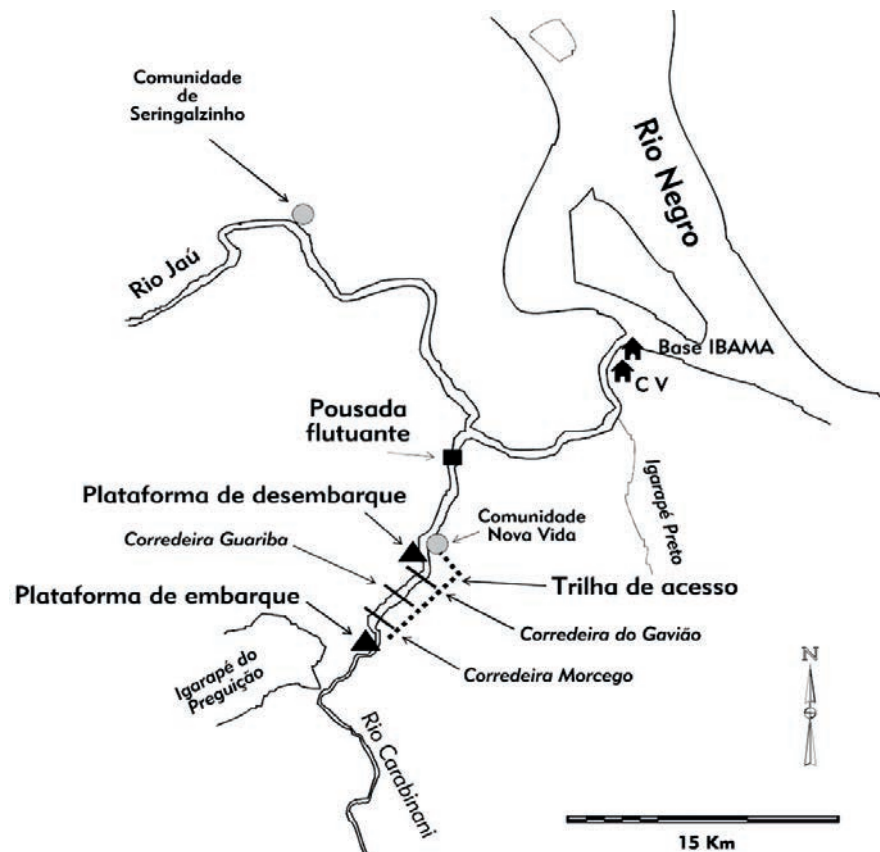 Comunidade
de
Seringalzinho
Rio Negro
Rio Jaú
Base IBAMA
C V
Pousada
flutuante
Igarapé Preto
Plataforma de desembarque
Comunidade
Nova Vida
Corredeira Guariba
Trilha de acesso
Plataforma de embarque
Corredeira do Gavião
Igarapé do
Preguição
Corredeira Morcego
N
Rio Carabinani
15 Km